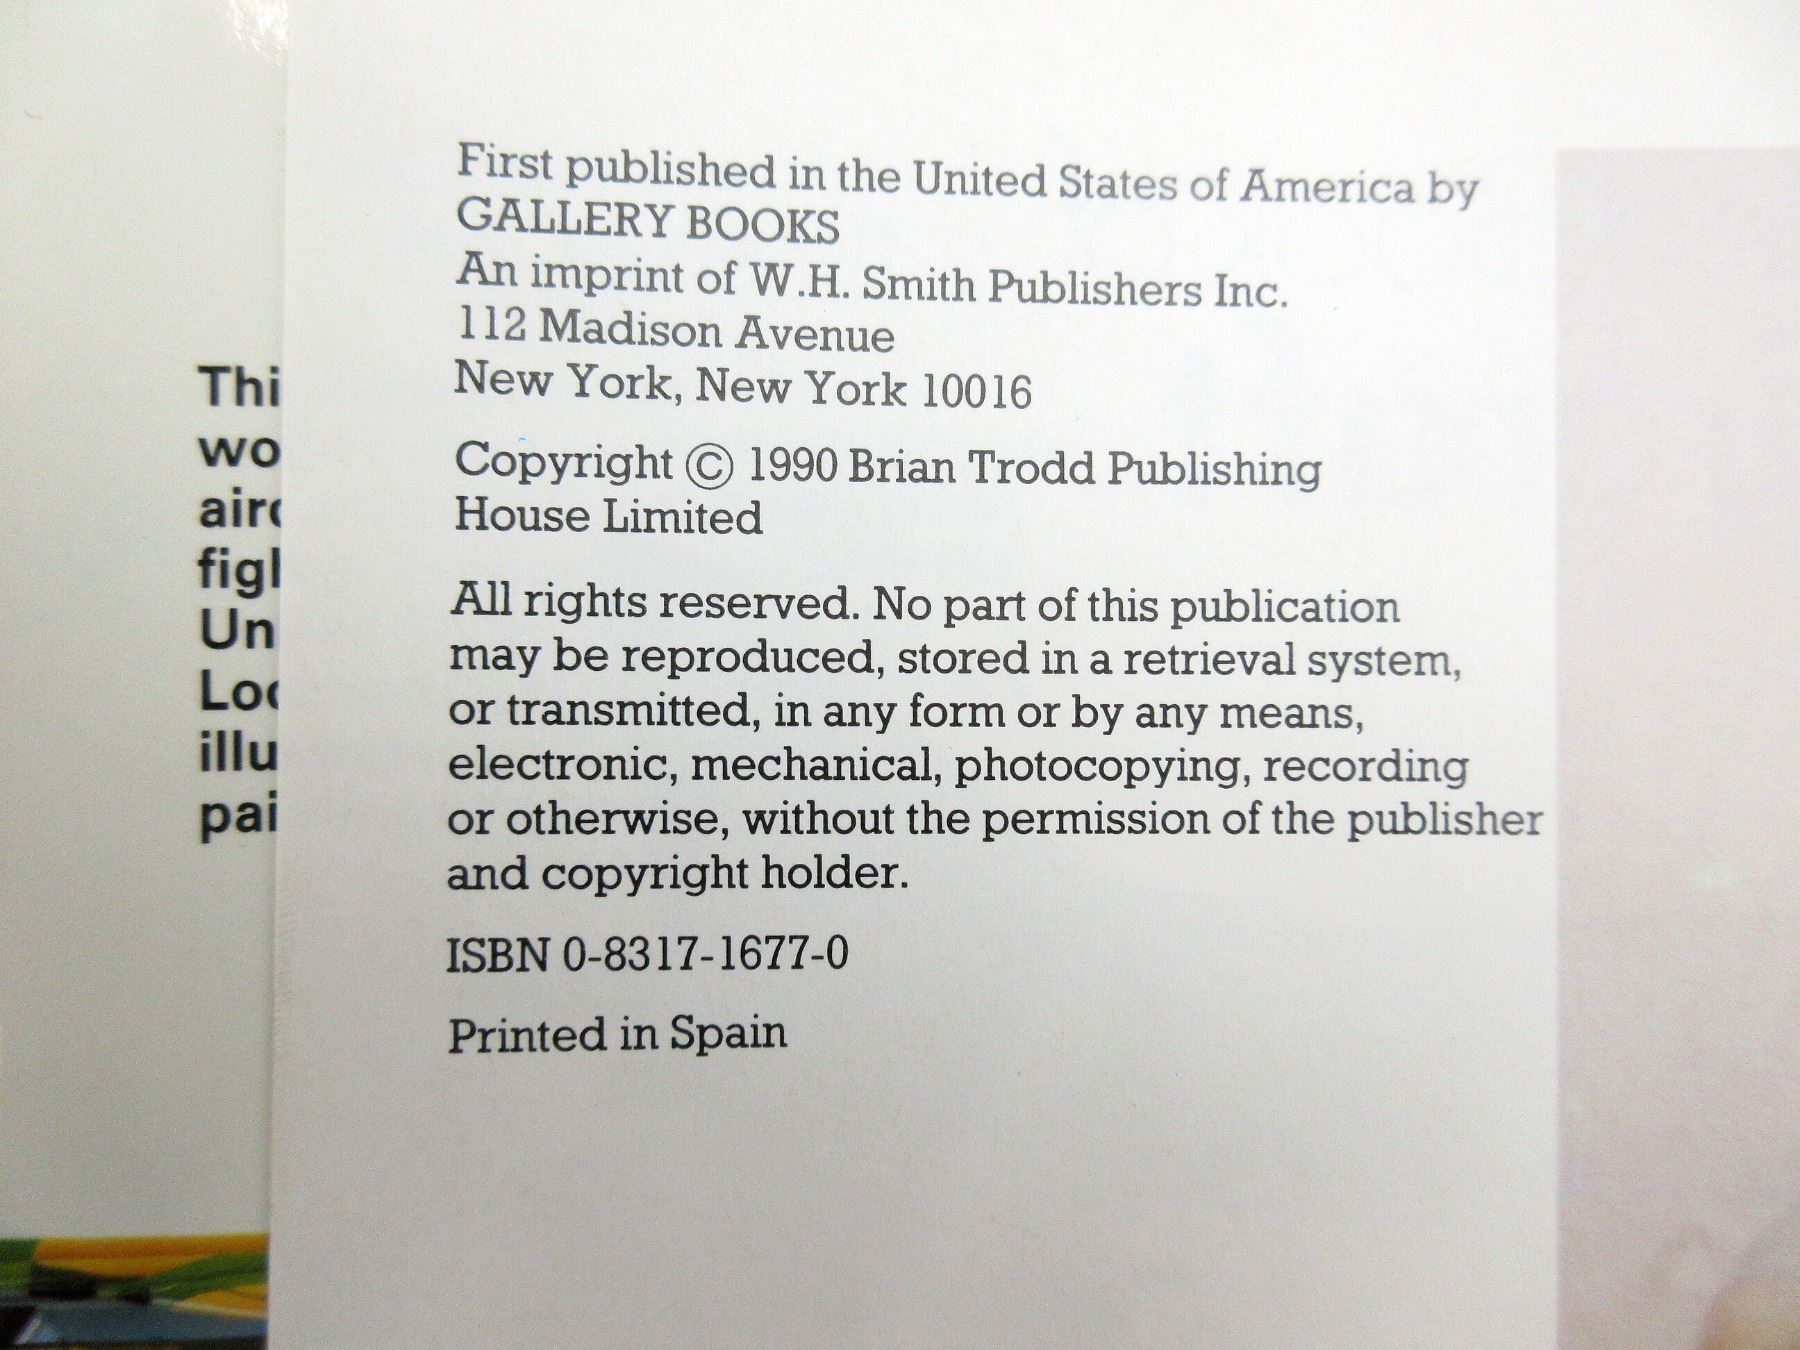 First published in the United States of America by
GALLERY BOOKS
An imprint of W.H. Smith Publishers Inc.
112 Madison Avenue
New York, New York 10016
Copyright © 1990 Brian Trodd Publishing
House Limited
All rights reserved. No part of this publication
may be reproduced, stored in a retrieval system,
or transmitted, in any form or by any means,
electronic, mechanical, photocopying, recording
or otherwise, without the permission of the publisher
and copyright holder.
ISBN 0-8317-1677-0
Printed in Spain